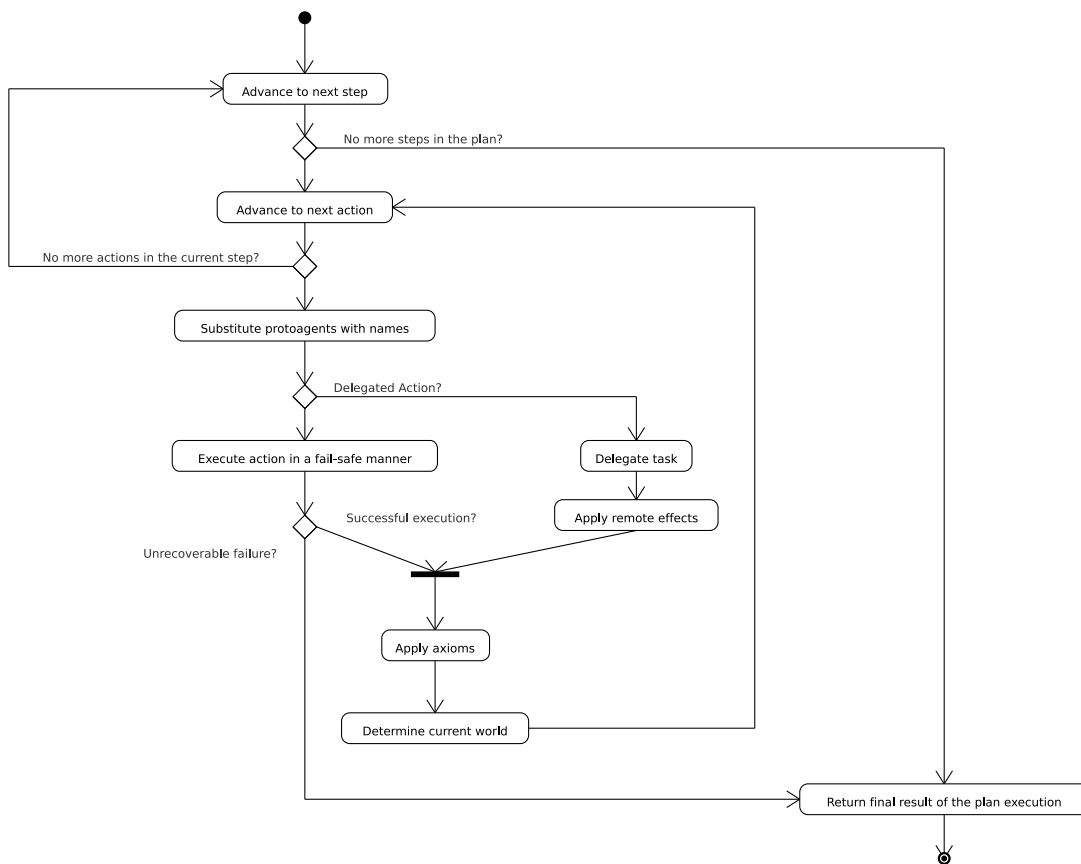 Advance to next step
No more steps in the plan?
Advance to next action
No more actions in the current step?
Substitute protoagents with names
Delegated Action?
Execute action in a fail-safe manner
Delegate task
Successful execution?
Apply remote effects
Unrecoverable failure?
Apply axioms
Determine current world
Return final result of the plan execution